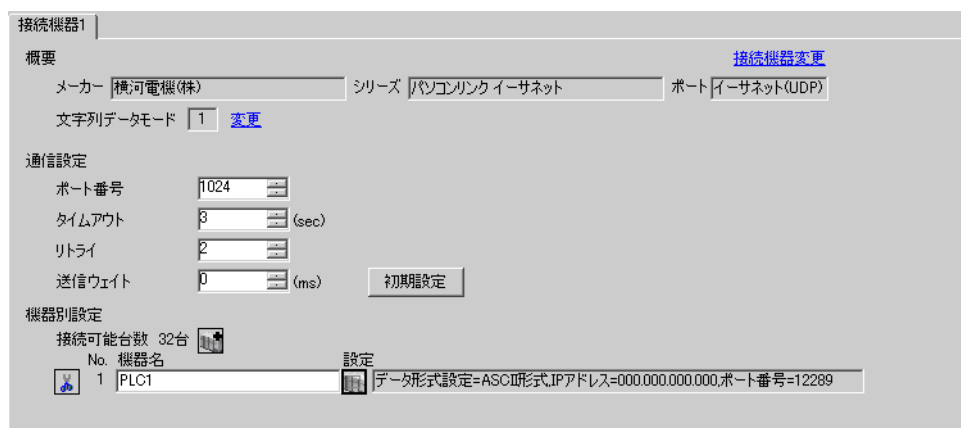 接続機器1
概要 接続機器変更
メーカー 横河電機(株) シリーズ パソコンリンク イーサネット ポート イーサネット(UDP)
文字列データモード 1 変更
通信設定
ポート番号 1024
タイムアウト 3 (sec)
リトライ 2
送信ウェイト 0 (ms) 初期設定
機器別設定
接続可能台数 32台
No. 機器名 設定
1 PLC1 データ形式設定=ASCII形式,IPアドレス=000.000.000.000,ポート番号=12289